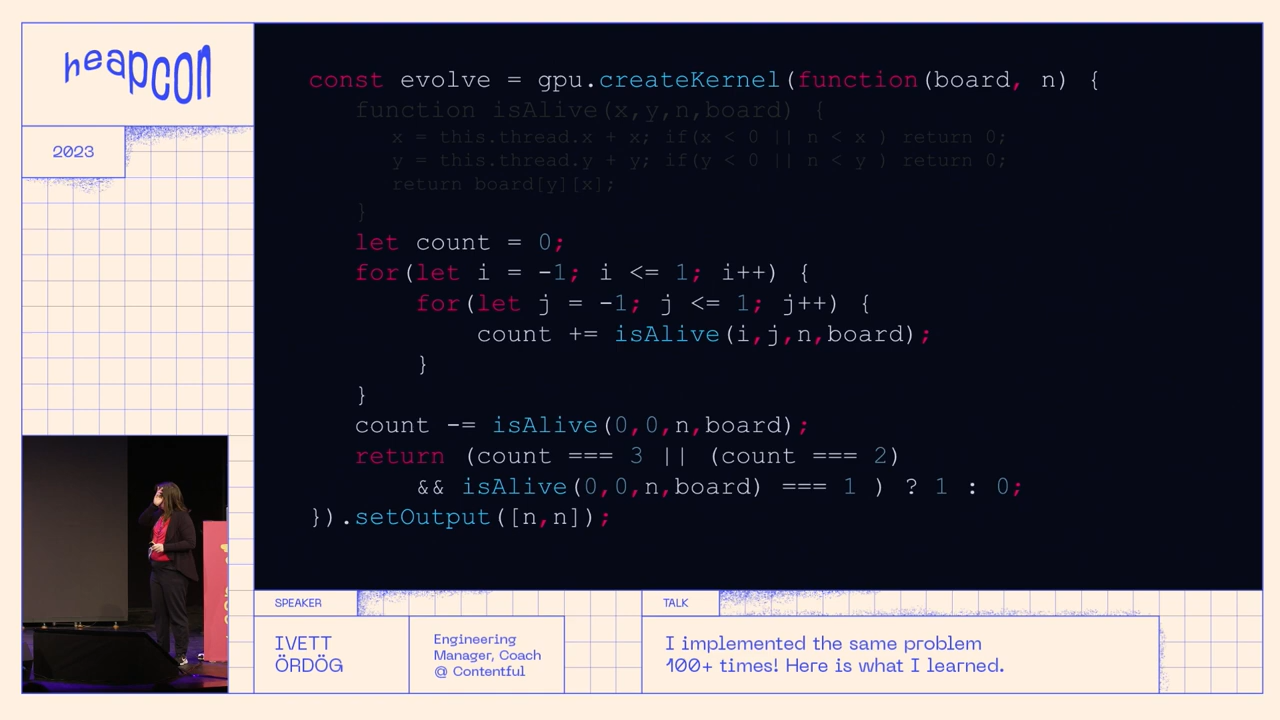 heapcon
2023
const evolve = gpu.createKernel(function(board, n) {
function isAlive(x,y,n,board) {
x = this.thread.x + x; if(x < 0 || n < x ) return 0;
y = this.thread.y + y; if(y < 0 || n < y ) return 0;
return board[y][x];
}
let count = 0;
for(let i = -1; i <= 1; i++) {
for(let j = -1; j <= 1; j++) {
count += isAlive(i,j,n,board);
}
}
count -= isAlive(0,0,n,board);
return (count === 3 || (count === 2)
&& isAlive(0,0,n,board) === 1 ) ? 1 : 0;
}).setOutput([n,n]);
SPEAKER
IVETT
ÖRDÖG
Engineering
Manager, Coach
@ Contentful
TALK
I implemented the same problem
100+ times! Here is what I learned.